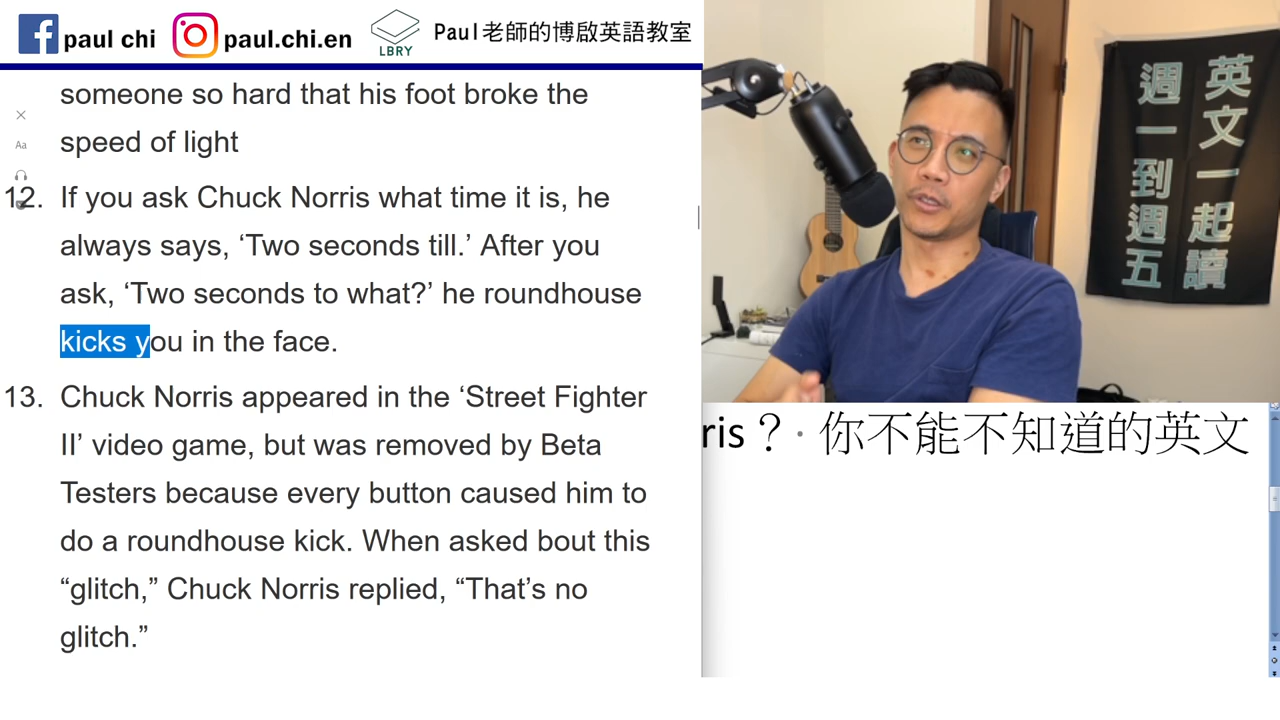 paul chi
paul.chi.en
LBRY
Paul老師的博啟英語教室
someone so hard that his foot broke the
speed of light
Aa
12. If you ask Chuck Norris what time it is, he
always says, ‘Two seconds till.’ After you
ask, ‘Two seconds to what?’ he roundhouse
kicks you in the face.
13. Chuck Norris appeared in the ‘Street Fighter
II’ video game, but was removed by Beta
Testers because every button caused him to
do a roundhouse kick. When asked bout this
“glitch,” Chuck Norris replied, “That’s no
glitch.”
英文一起讀
週一到週五
ris？·你不能不知道的英文